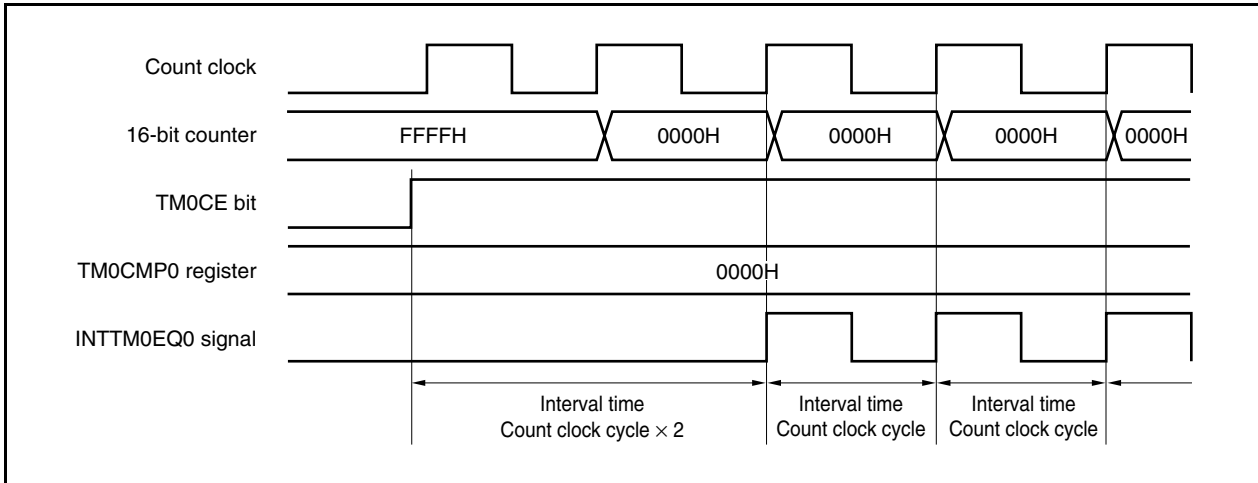 Count clock
16-bit counter
FFFFH
0000H
0000H
0000H
0000H
TM0CE bit
TM0CMP0 register
0000H
INTTM0EQ0 signal
Interval time
Count clock cycle × 2
Interval time
Count clock cycle
Interval time
Count clock cycle